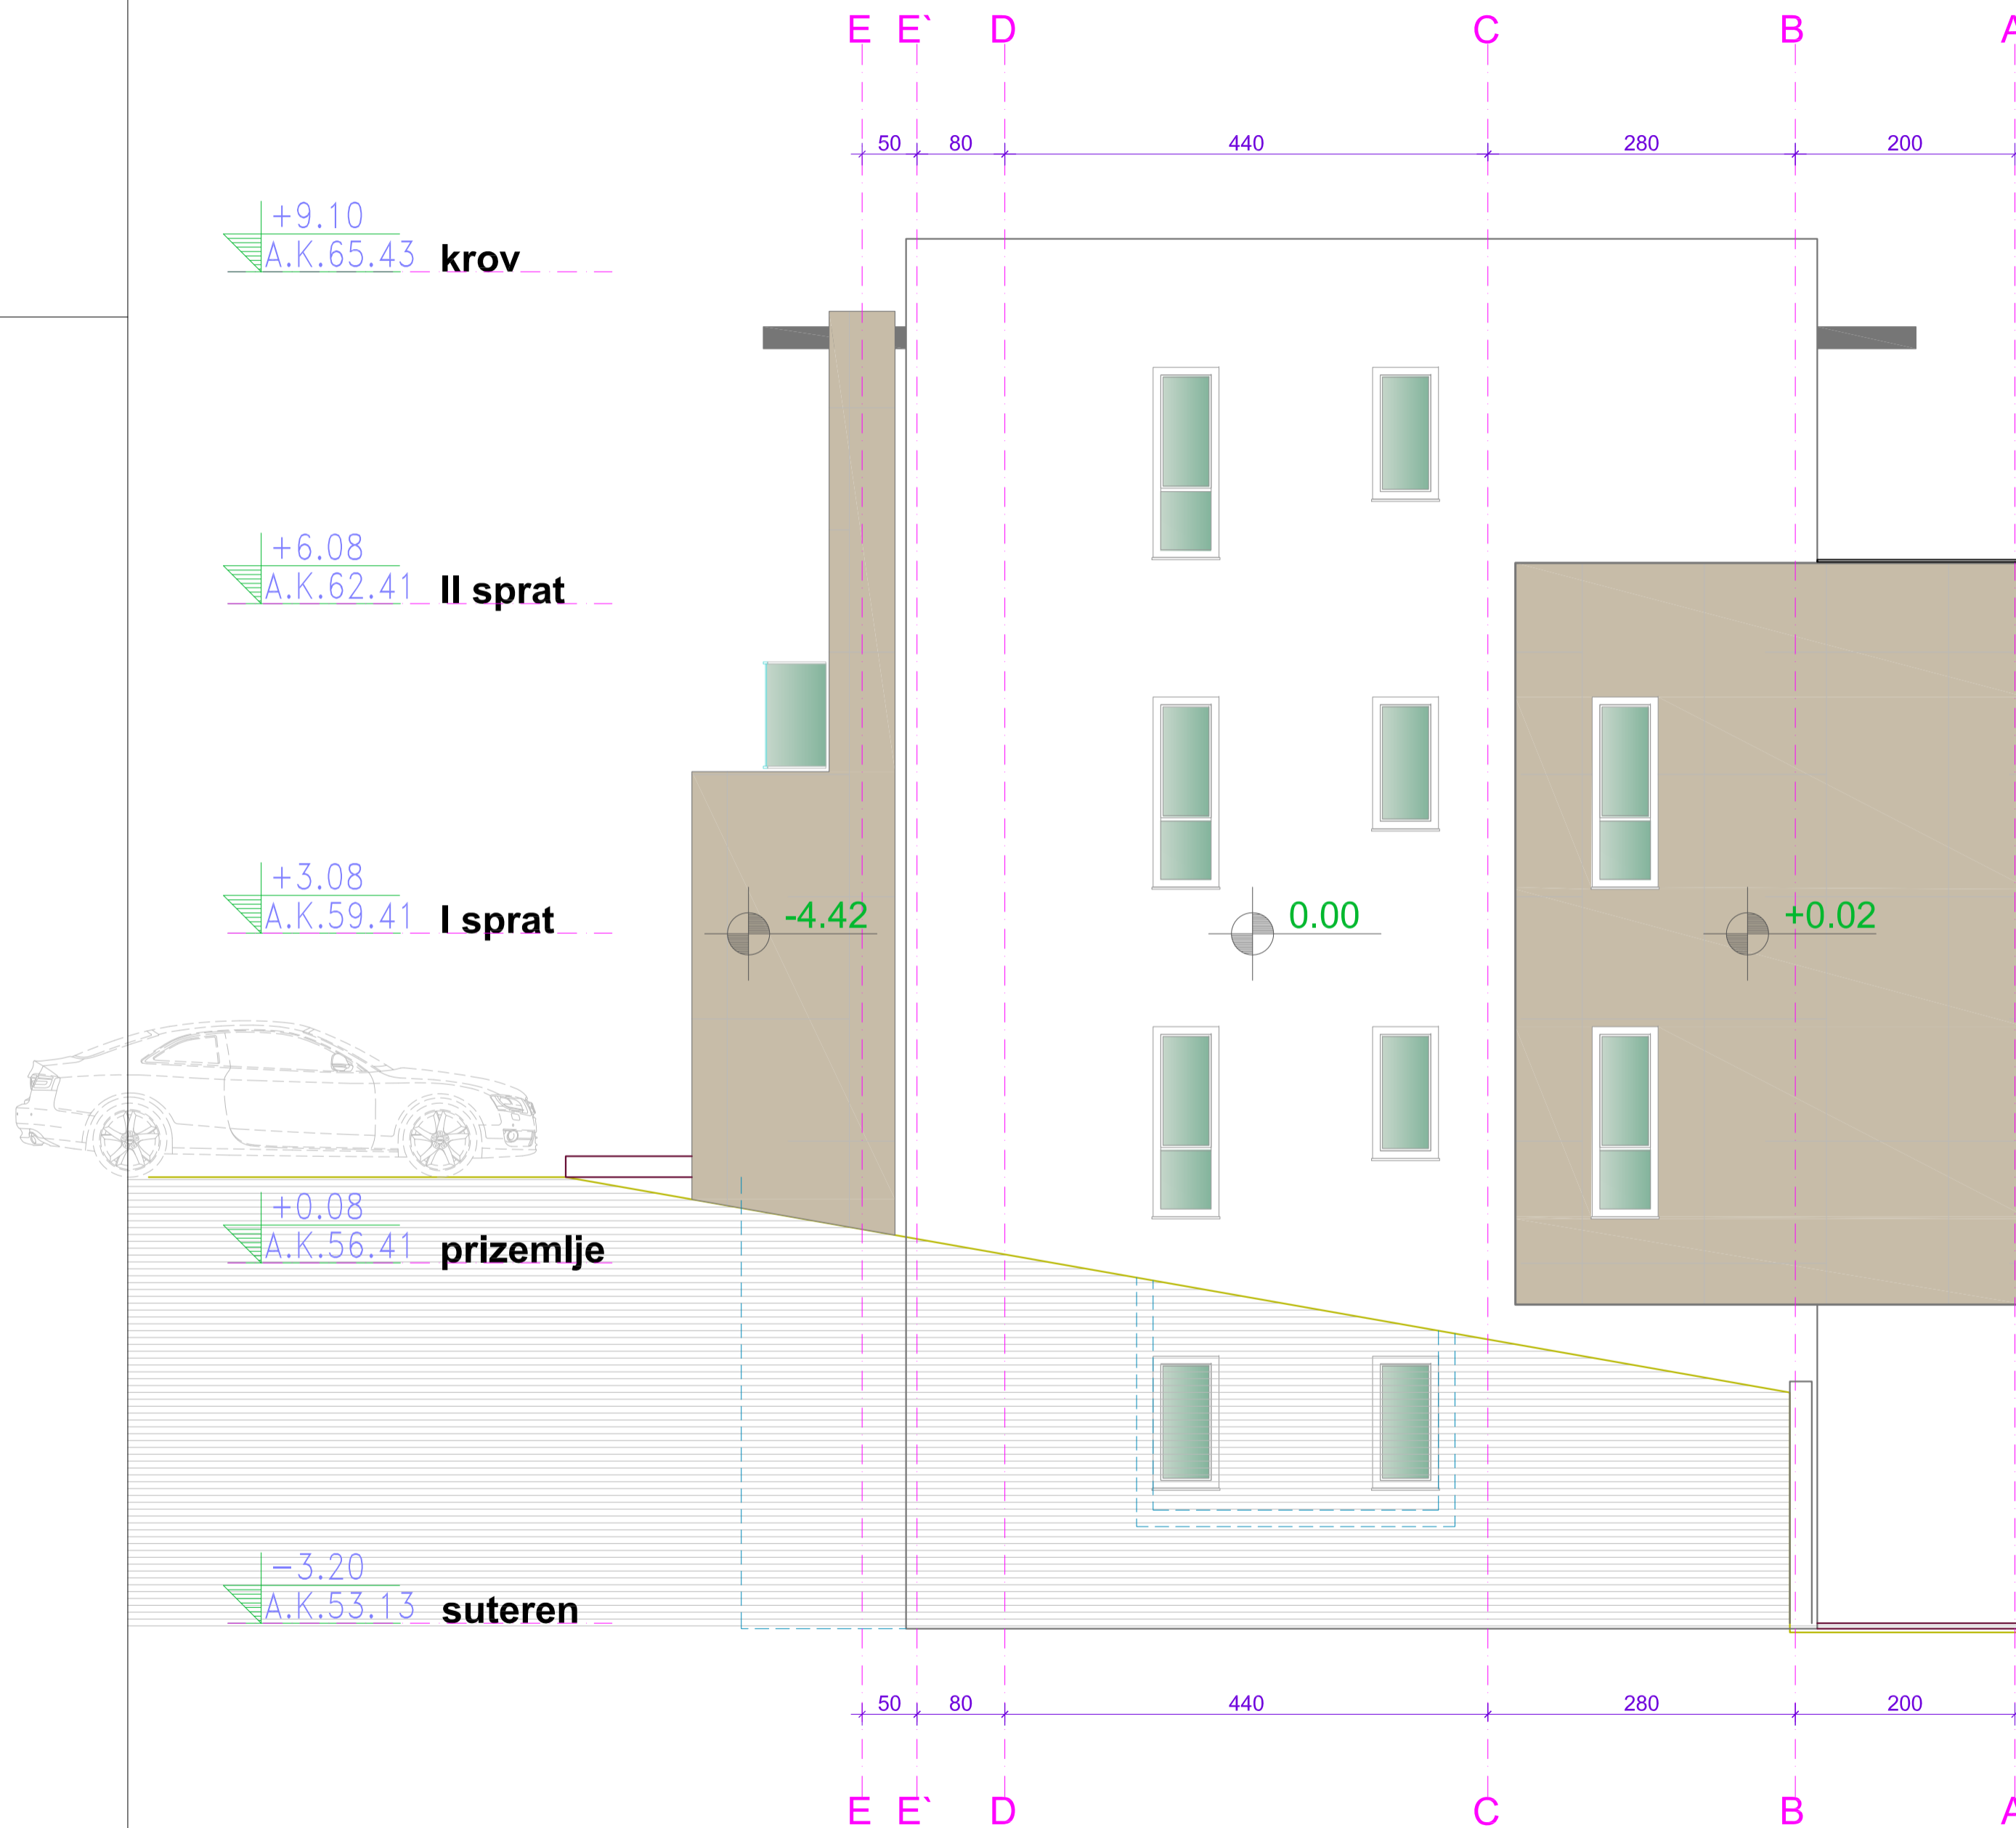 E E` D C B A
50 80 440 280 200
+9.10
A.K.65.43 krov
+6.08
A.K.62.41 II sprat
+3.08
A.K.59.41 I sprat
-4.42 0.00 +0.02
+0.08
A.K.56.41 prizemlje
-3.20
A.K.53.13 suteren
50 80 440 280 200
E E` D C B A